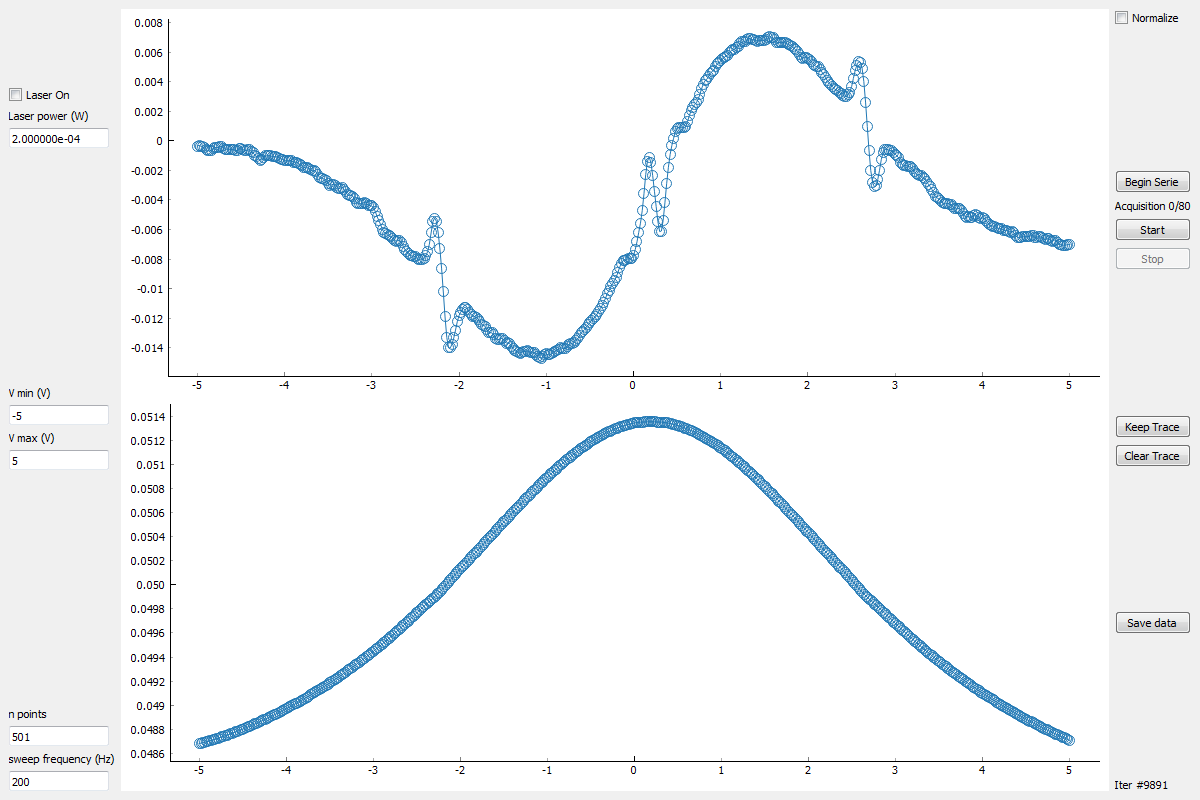 Laser On
Laser power (W)
2.000000e-04
V min (V)
-5
V max (V)
5
n points
501
sweep frequency (Hz)
200
0.008
0.006
0.004
0.002
0
-0.002
-0.004
-0.006
-0.008
-0.01
-0.012
-0.014
-5 -4 -3 -2 -1 0 1 2 3 4 5
0.0514
0.0512
0.051
0.0508
0.0506
0.0504
0.0502
0.050
0.0498
0.0496
0.0494
0.0492
0.049
0.0488
0.0486
-5 -4 -3 -2 -1 0 1 2 3 4 5
Normalize
Begin Serie
Acquisition 0/80
Start
Stop
Keep Trace
Clear Trace
Save data
Iter #9891